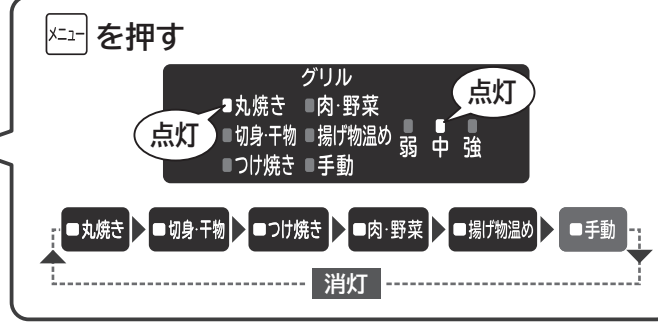 メニュー を押す
グリル
丸焼き 肉・野菜
切身・干物 揚げ物温め 弱 中 強
つけ焼き 手動
点灯
点灯
丸焼き 切身・干物 つけ焼き 肉・野菜 揚げ物温め 手動
消灯